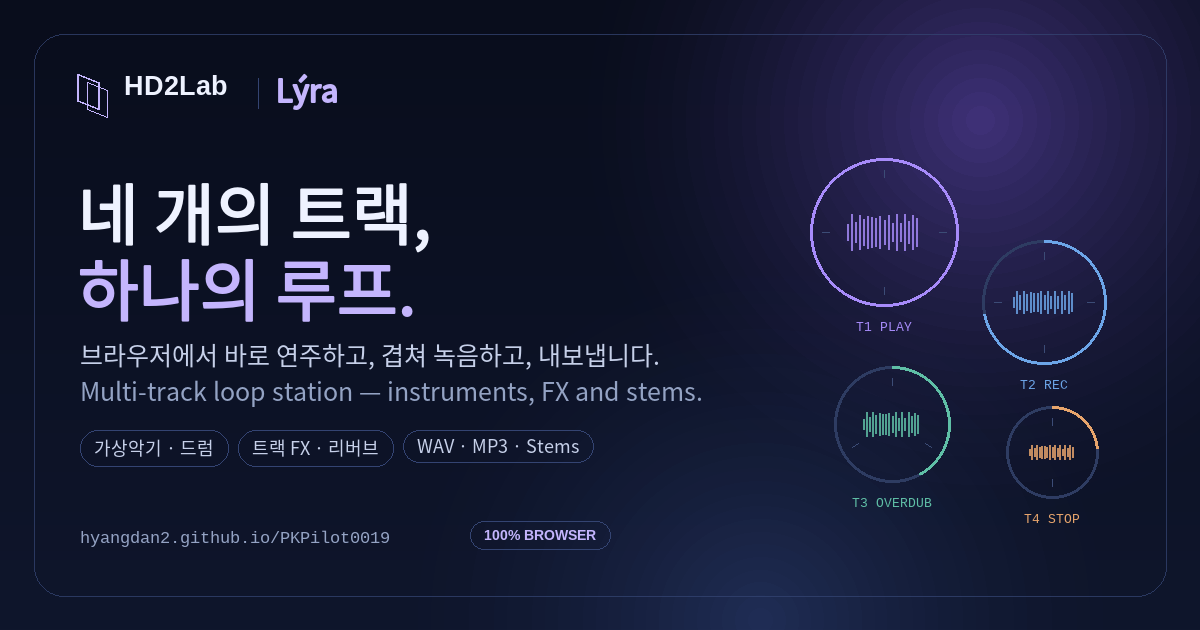 HD2Lab
Lýra
네 개의 트랙,
하나의 루프.
브라우저에서 바로 연주하고, 겹쳐 녹음하고, 내보냅니다.
Multi-track loop station — instruments, FX and stems.
가상악기 · 드럼
트랙 FX · 리버브
WAV · MP3 · Stems
hyangdan2.github.io/PKPilot0019
100% BROWSER
T1 PLAY
T2 REC
T3 OVERDUB
T4 STOP